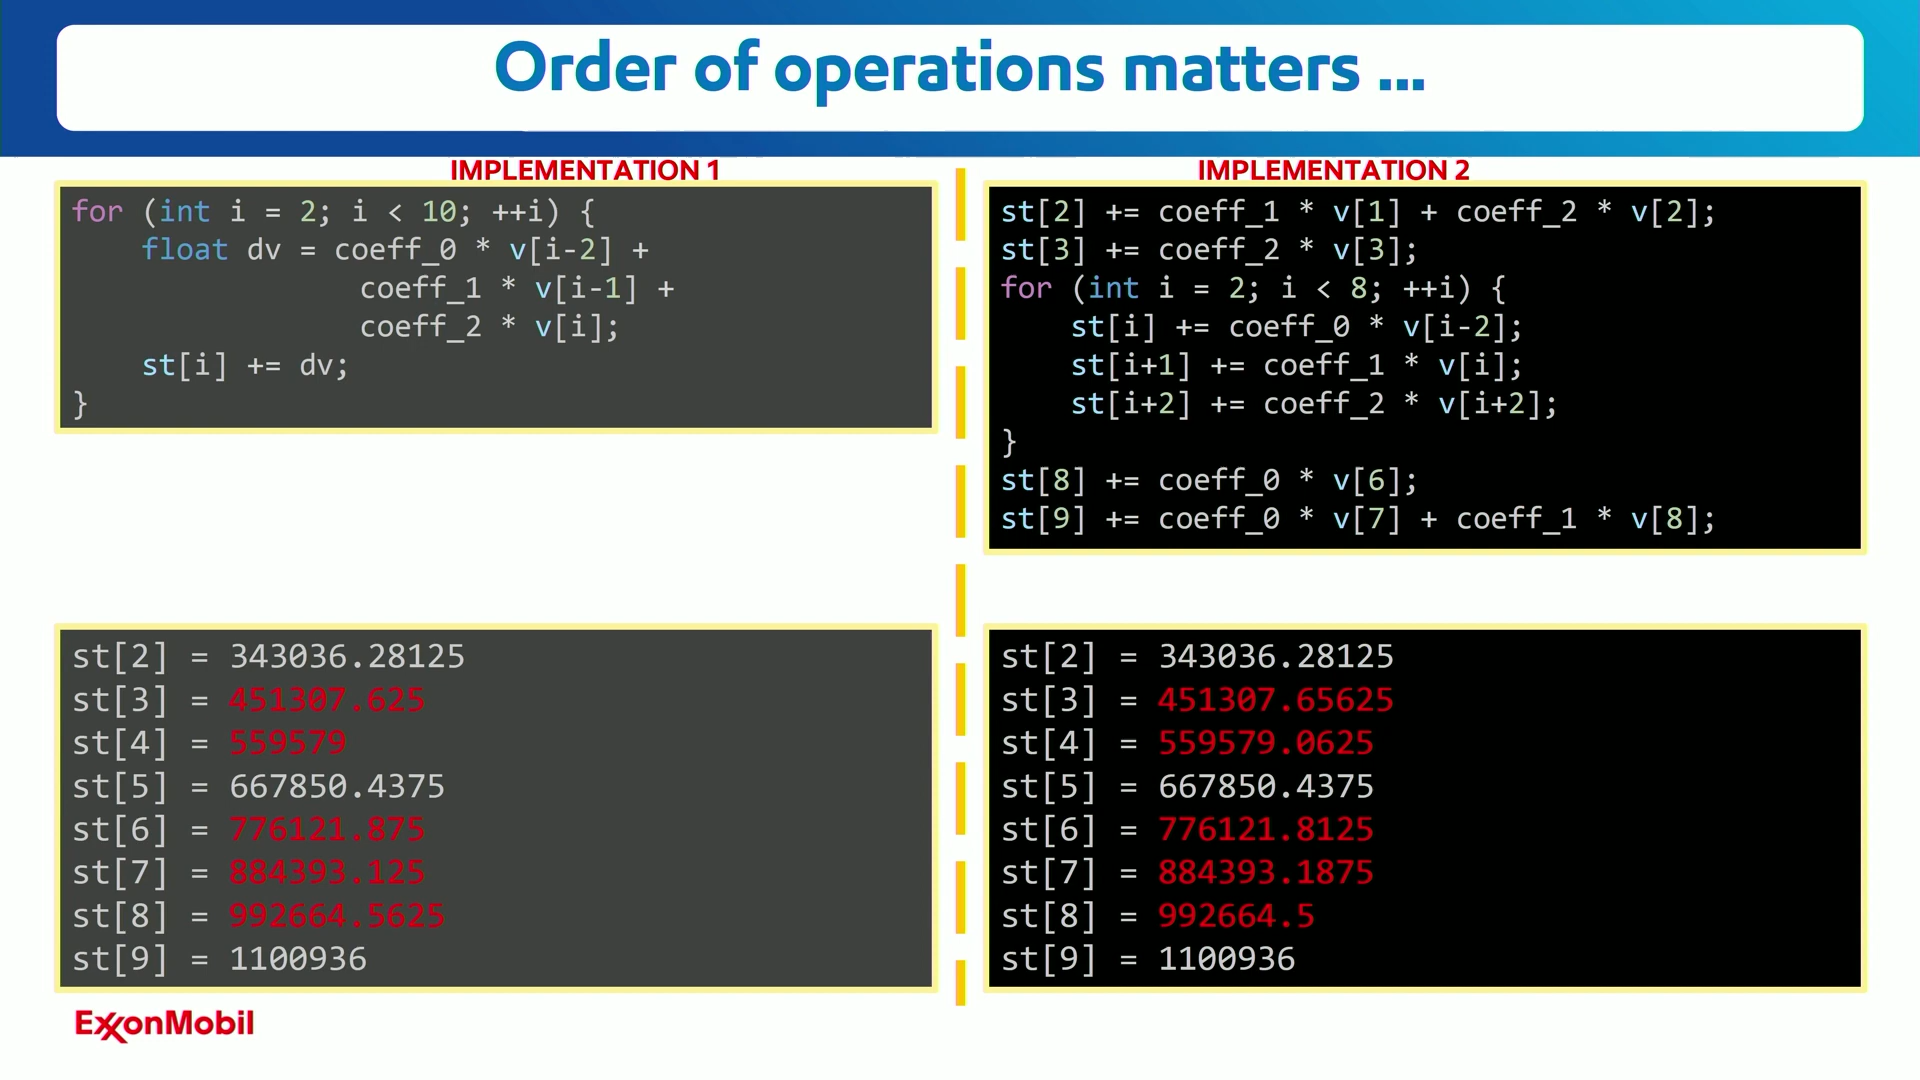 Order of operations matters ...
IMPLEMENTATION 1
for (int i = 2; i < 10; ++i) {
    float dv = coeff_0 * v[i-2] +
               coeff_1 * v[i-1] +
               coeff_2 * v[i];
    st[i] += dv;
}
st[2] = 343036.28125
st[3] = 451307.625
st[4] = 559579
st[5] = 667850.4375
st[6] = 776121.875
st[7] = 884393.125
st[8] = 992664.5625
st[9] = 1100936
IMPLEMENTATION 2
st[2] += coeff_1 * v[1] + coeff_2 * v[2];
st[3] += coeff_2 * v[3];
for (int i = 2; i < 8; ++i) {
    st[i] += coeff_0 * v[i-2];
    st[i+1] += coeff_1 * v[i];
    st[i+2] += coeff_2 * v[i+2];
}
st[8] += coeff_0 * v[6];
st[9] += coeff_0 * v[7] + coeff_1 * v[8];
st[2] = 343036.28125
st[3] = 451307.65625
st[4] = 559579.0625
st[5] = 667850.4375
st[6] = 776121.8125
st[7] = 884393.1875
st[8] = 992664.5
st[9] = 1100936
ExxonMobil